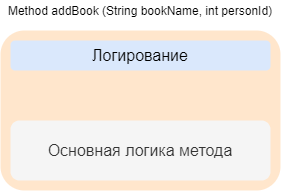 Method addBook (String bookName, int personId)
Логирование
Основная логика метода